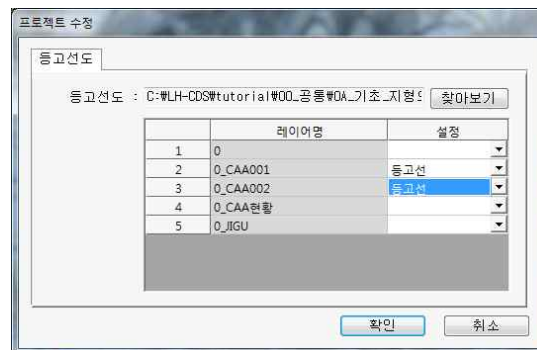 프로젝트 수정
등고선도
등고선도 : C:₩LH-CDS₩tutorial₩00_공통₩0A_기초_지형 찾아보기
레이어명 설정
1 0
2 0_CAA001 등고선
3 0_CAA002 등고선
4 0_CAA현황
5 0_JIGU
확인 취소